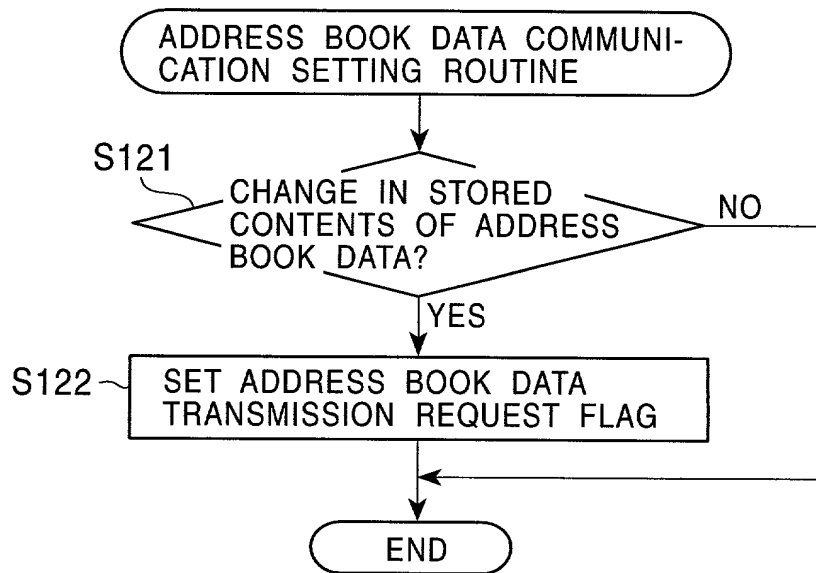 ADDRESS BOOK DATA COMMUNI-
CATION SETTING ROUTINE
S121
CHANGE IN STORED
CONTENTS OF ADDRESS
BOOK DATA?
NO
YES
S122
SET ADDRESS BOOK DATA
TRANSMISSION REQUEST FLAG
END